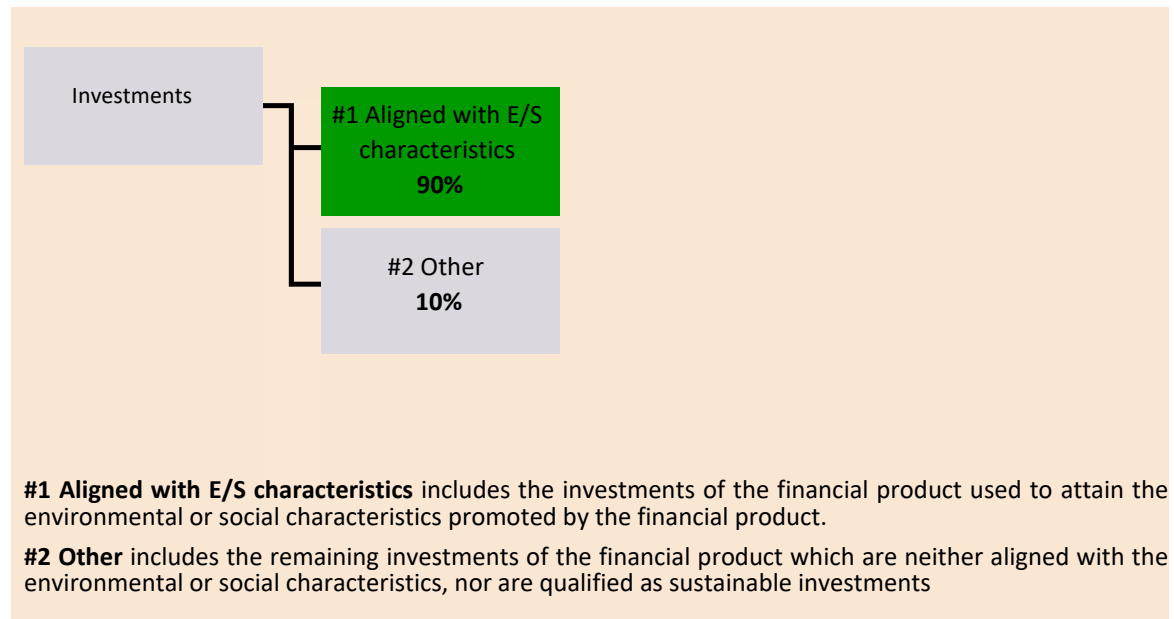 Investments
#1 Aligned with E/S
characteristics
90%
#2 Other
10%
#1 Aligned with E/S characteristics includes the investments of the financial product used to attain the
environmental or social characteristics promoted by the financial product.
#2 Other includes the remaining investments of the financial product which are neither aligned with the
environmental or social characteristics, nor are qualified as sustainable investments